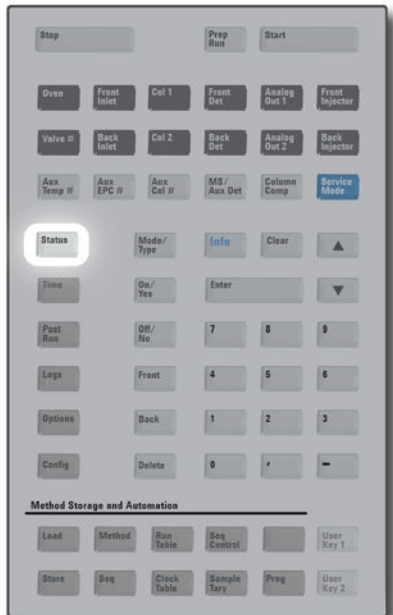 Stop Prep Run Start
Oven Front Inlet Col 1 Front Det Analog Out 1 Front Injector
Valve # Back Inlet Col 2 Back Det Analog Out 2 Back Injector
Aux Temp # Aux EPC # Aux Col # MS/ Aux Det Column Comp Service Mode
Status Mode/ Type Info Clear
Time On/ Yes Enter
Post Run Off/ No 7 8 9
Logs Front 4 5 6
Options Back 1 2 3
Config Delete 0 , -
Method Storage and Automation
Load Method Run Table Seq Control User Key 1
Store Seq Clock Table Sample Tary Prog User Key 2